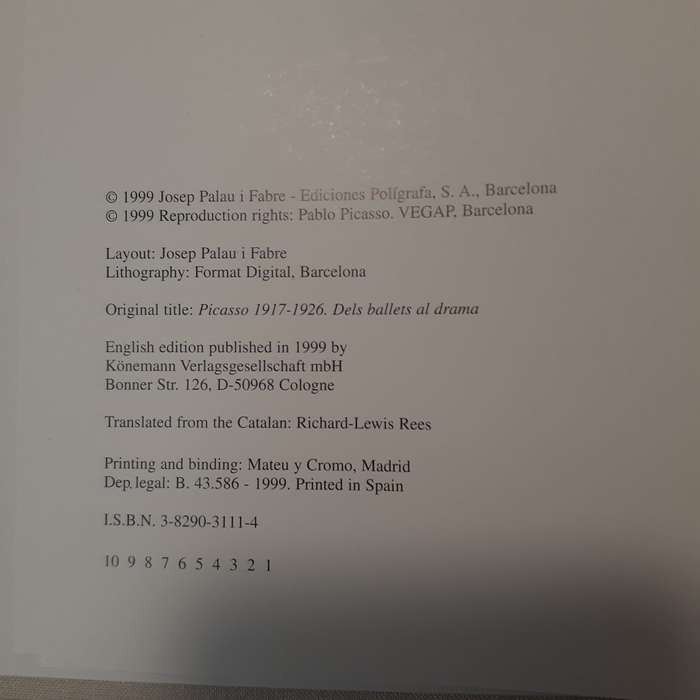 © 1999 Josep Palau i Fabre - Ediciones Polígrafa, S. A., Barcelona
© 1999 Reproduction rights: Pablo Picasso. VEGAP, Barcelona
Layout: Josep Palau i Fabre
Lithography: Format Digital, Barcelona
Original title: Picasso 1917-1926. Dels ballets al drama
English edition published in 1999 by
Könemann Verlagsgesellschaft mbH
Bonner Str. 126, D-50968 Cologne
Translated from the Catalan: Richard-Lewis Rees
Printing and binding: Mateu y Cromo, Madrid
Dep. legal: B. 43.586 - 1999. Printed in Spain
I.S.B.N. 3-8290-3111-4
10 9 8 7 6 5 4 3 2 1